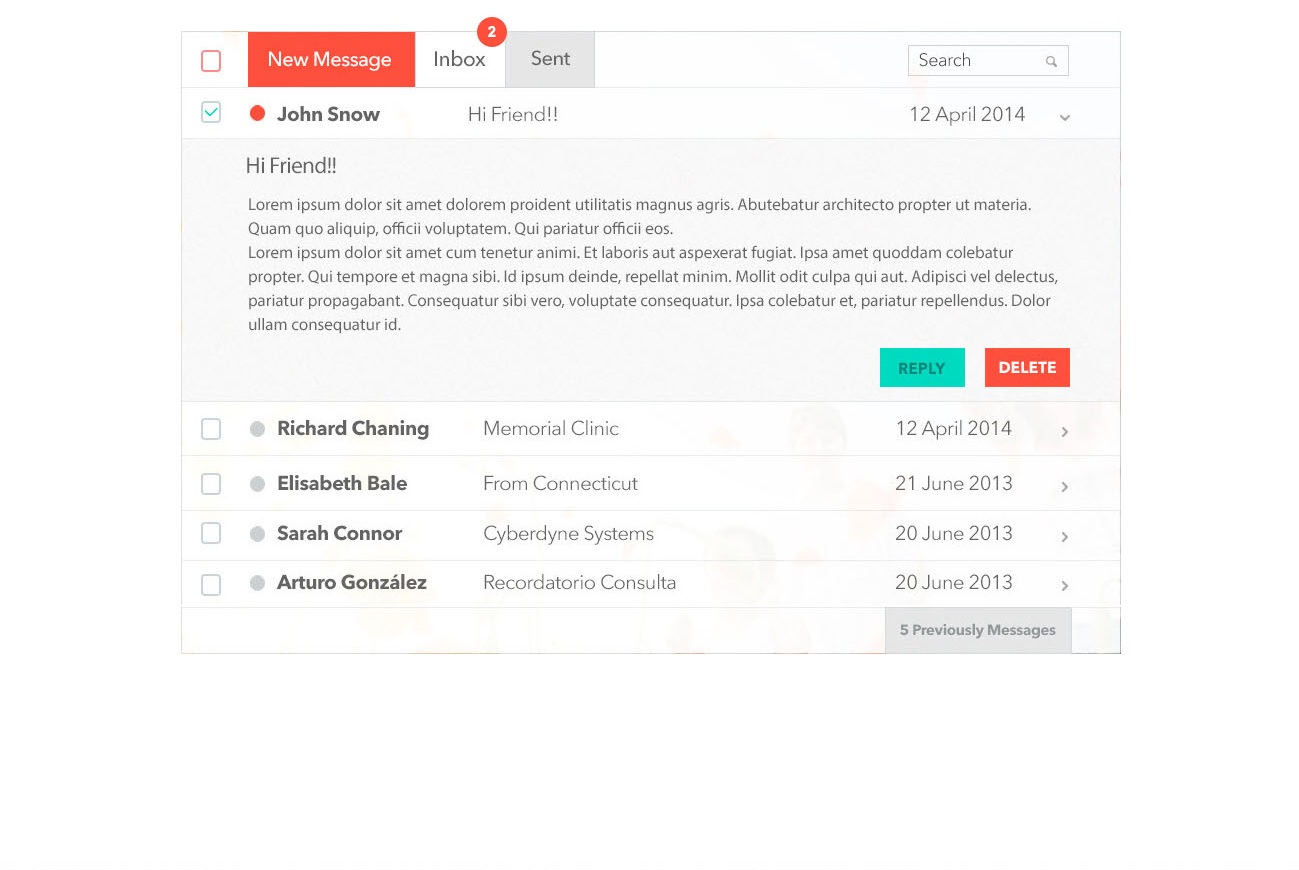 New Message Inbox 2 Sent Search
John Snow Hi Friend!! 12 April 2014
Hi Friend!!
Lorem ipsum dolor sit amet dolorem proident utilitatis magnus agris. Abutebatur architecto propter ut materia.
Quam quo aliquip, officii voluptatem. Qui pariatur officii eos.
Lorem ipsum dolor sit amet cum tenetur animi. Et laboris aut aspexerat fugiat. Ipsa amet quoddam colebatur
propter. Qui tempore et magna sibi. Id ipsum deinde, repellat minim. Mollit odit culpa qui aut. Adipisci vel delectus,
pariatur propagabant. Consequatur sibi vero, voluptate consequatur. Ipsa colebatur et, pariatur repellendus. Dolor
ullam consequatur id.
REPLY DELETE
Richard Chaning Memorial Clinic 12 April 2014
Elisabeth Bale From Connecticut 21 June 2013
Sarah Connor Cyberdyne Systems 20 June 2013
Arturo González Recordatorio Consulta 20 June 2013
5 Previously Messages